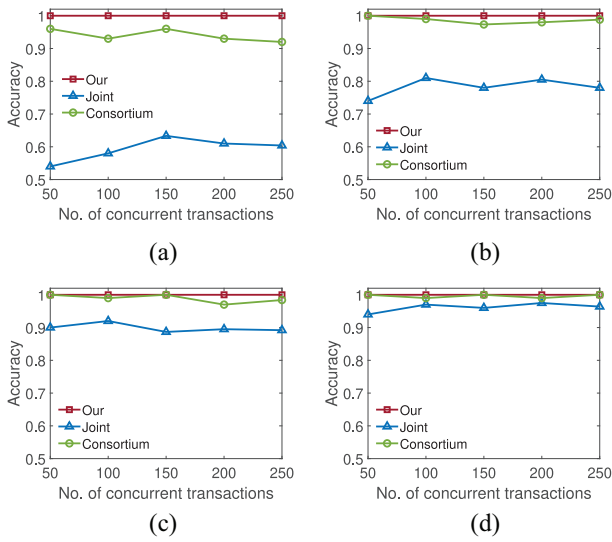 1
0.9
0.8
0.7
0.6
0.5
Accuracy
Our
Joint
Consortium
50 100 150 200 250
No. of concurrent transactions
(a)
1
0.9
0.8
0.7
0.6
0.5
Accuracy
Our
Joint
Consortium
50 100 150 200 250
No. of concurrent transactions
(b)
1
0.9
0.8
0.7
0.6
0.5
Accuracy
Our
Joint
Consortium
50 100 150 200 250
No. of concurrent transactions
(c)
1
0.9
0.8
0.7
0.6
0.5
Accuracy
Our
Joint
Consortium
50 100 150 200 250
No. of concurrent transactions
(d)